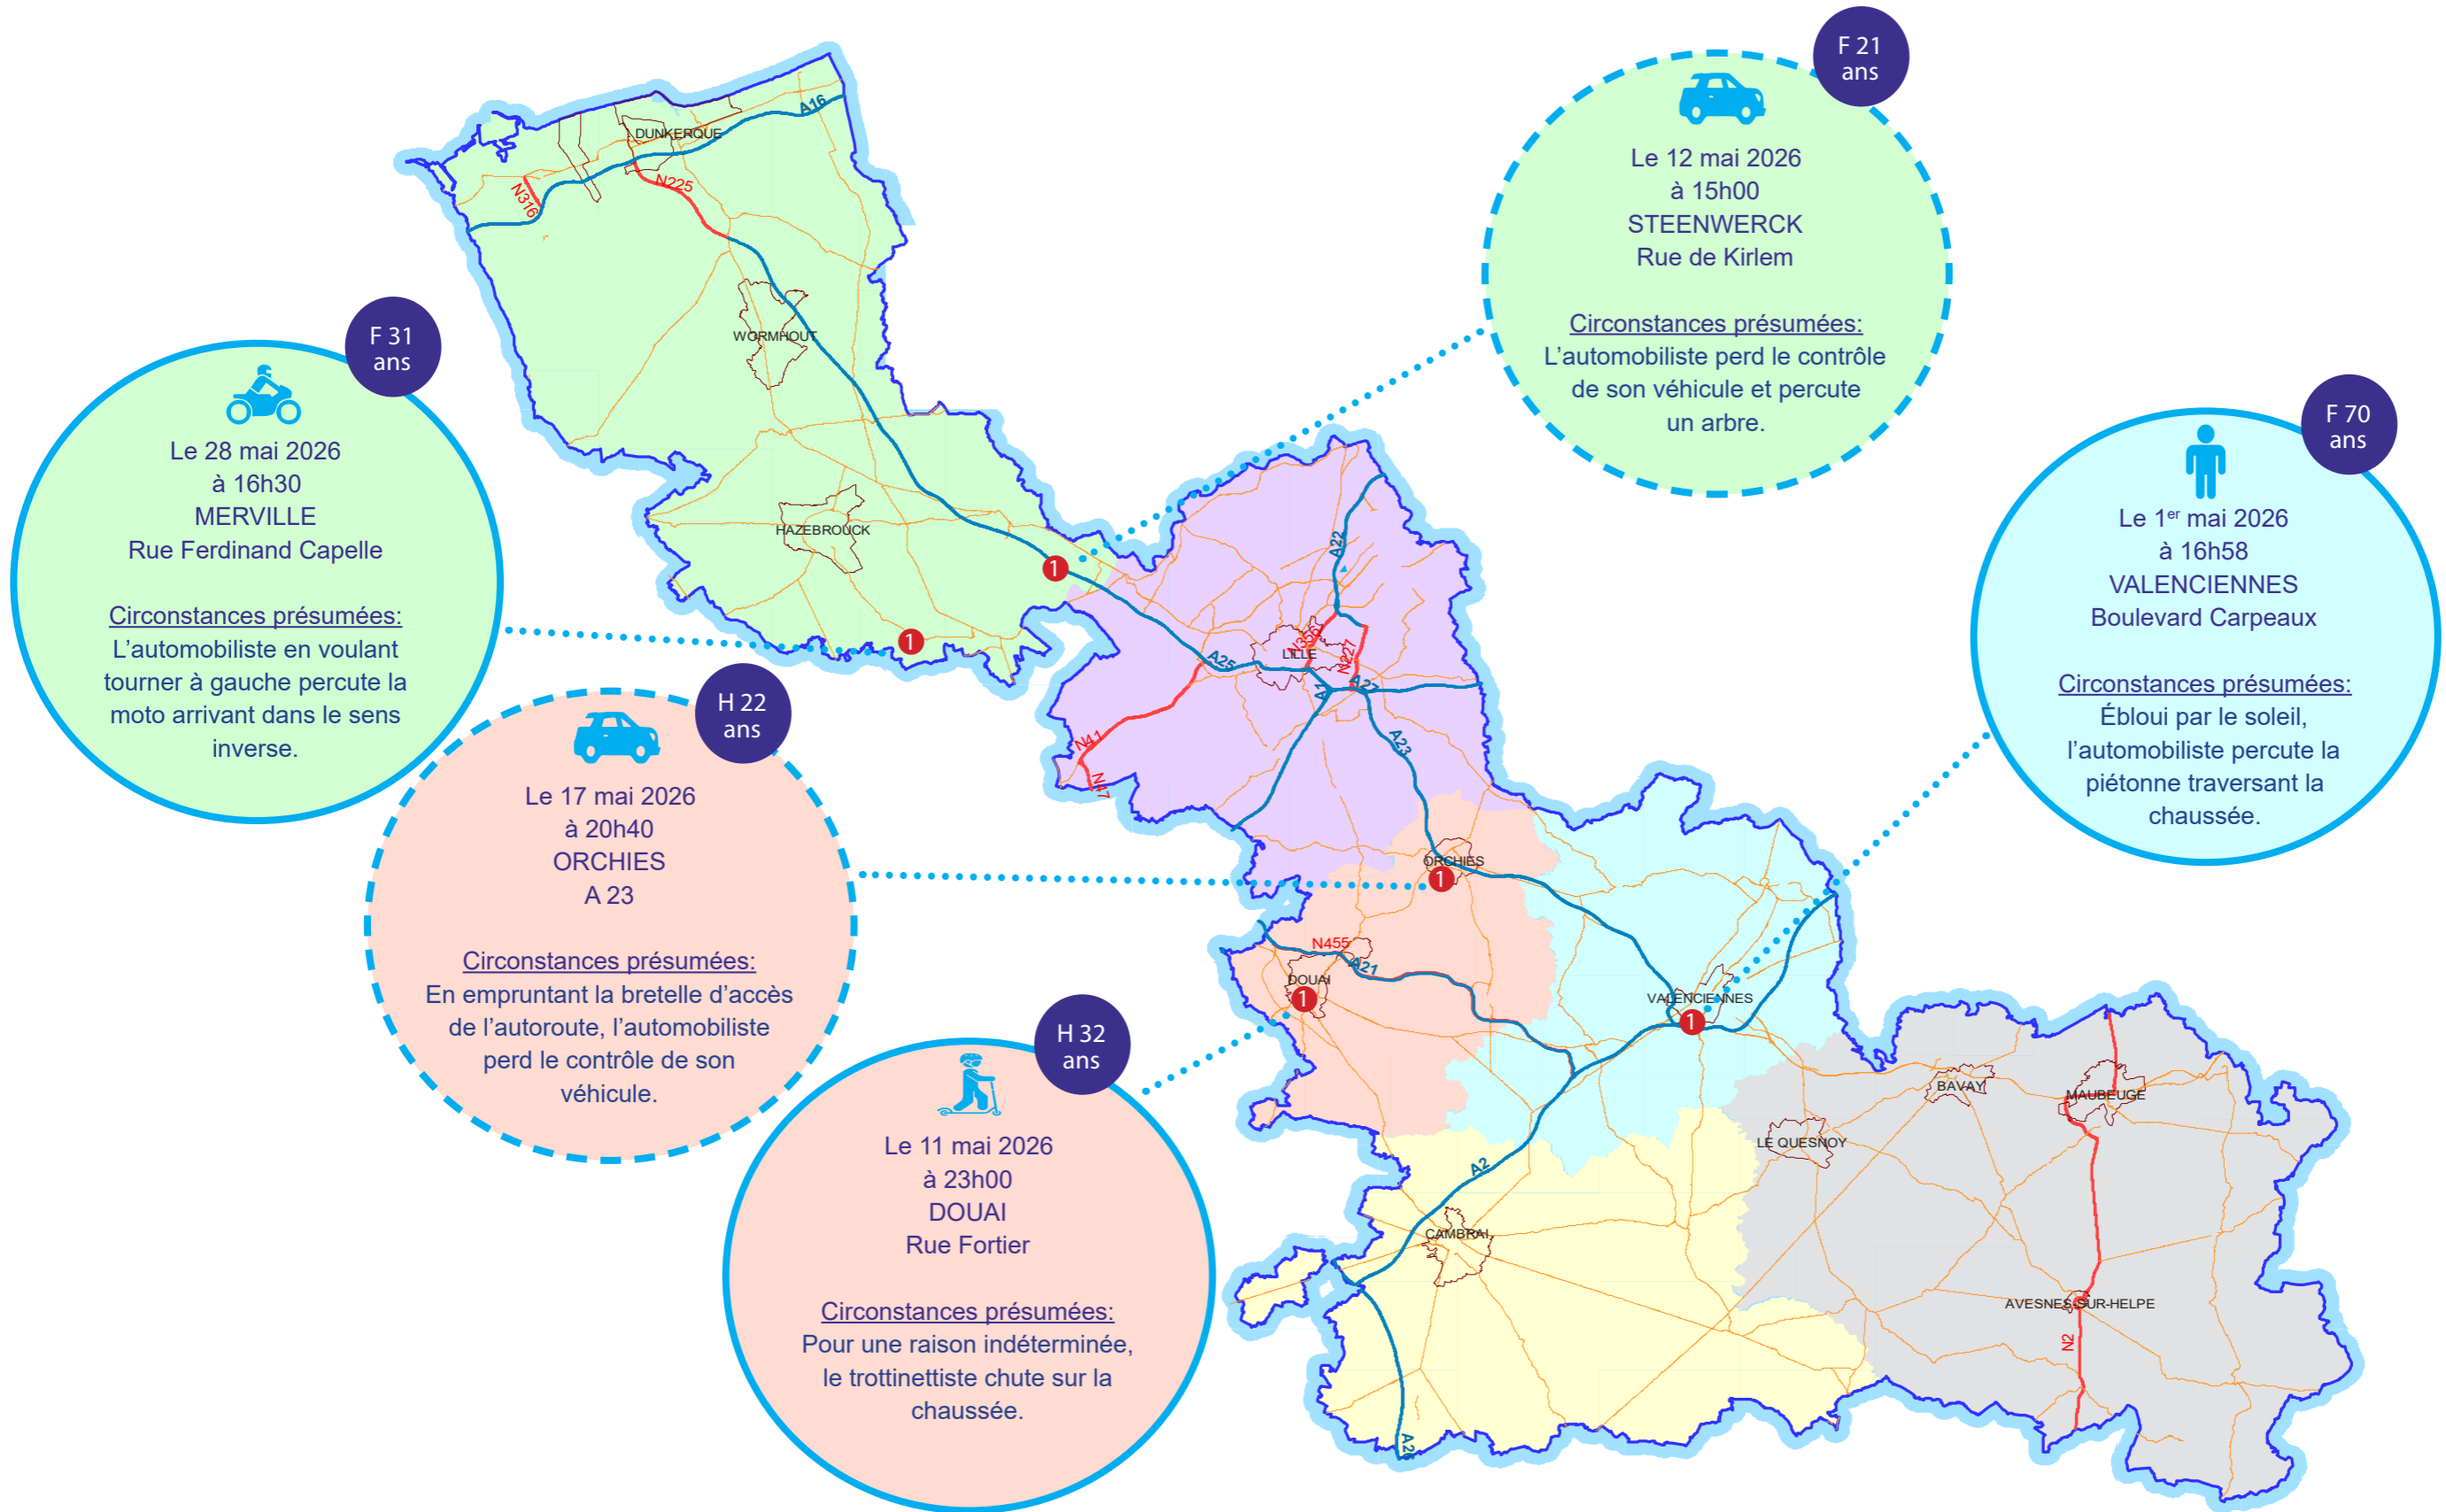 F 21
ans
Le 12 mai 2026
à 15h00
STEENWERCK
Rue de Kirlem
Circonstances présumées:
L'automobiliste perd le contrôle
de son véhicule et percute
un arbre.
F 31
ans
Le 28 mai 2026
à 16h30
MERVILLE
Rue Ferdinand Capelle
Circonstances présumées:
L'automobiliste en voulant
tourner à gauche percute la
moto arrivant dans le sens
inverse.
F 70
ans
Le 1er mai 2026
à 16h58
VALENCIENNES
Boulevard Carpeaux
Circonstances présumées:
Ébloui par le soleil,
l'automobiliste percute la
piétonne traversant la
chaussée.
H 22
ans
Le 17 mai 2026
à 20h40
ORCHIES
A 23
Circonstances présumées:
En empruntant la bretelle d'accès
de l'autoroute, l'automobiliste
perd le contrôle de son
véhicule.
H 32
ans
Le 11 mai 2026
à 23h00
DOUAI
Rue Fortier
Circonstances présumées:
Pour une raison indéterminée,
le trottinettiste chute sur la
chaussée.
A16
DUNKERQUE
N316
N225
WORMHOUT
HAZEBROUCK
1
1
A22
N356
LILLE
N227
A25
A1
A27
A23
N41
N47
ORCHIES
1
N455
A21
DOUAI
1
VALENCIENNES
1
BAVAY
MAUBEUGE
LE QUESNOY
A2
CAMBRAI
AVESNES-SUR-HELPE
N2
A26